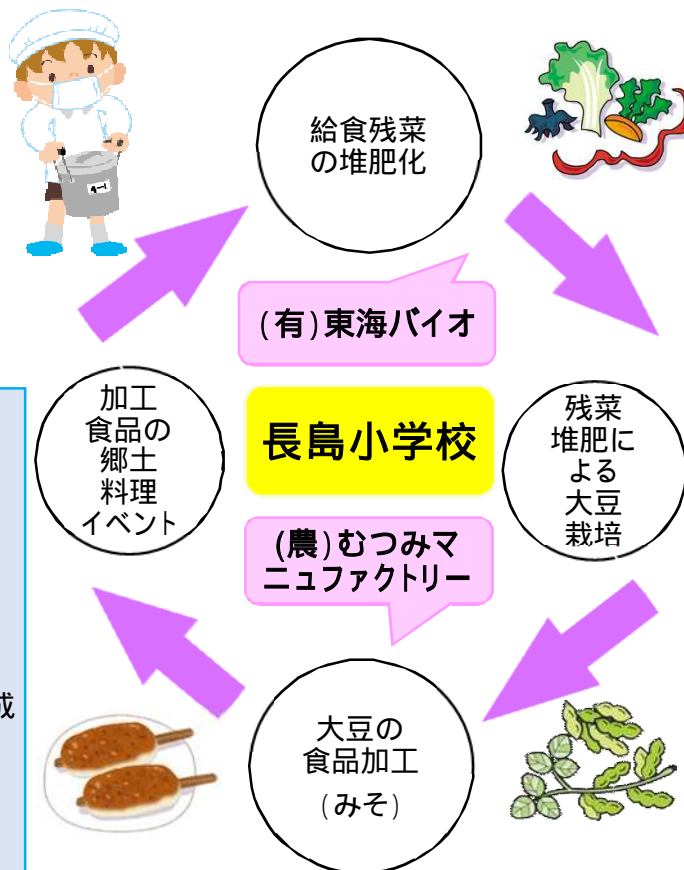 給食残菜
の堆肥化
(有)東海バイオ
加工
食品の
郷土
料理
イベント
長島小学校
残菜
堆肥に
よる
大豆
栽培
(農)むつみマ
ニュファクトリー
成
大豆の
食品加工
(みそ)